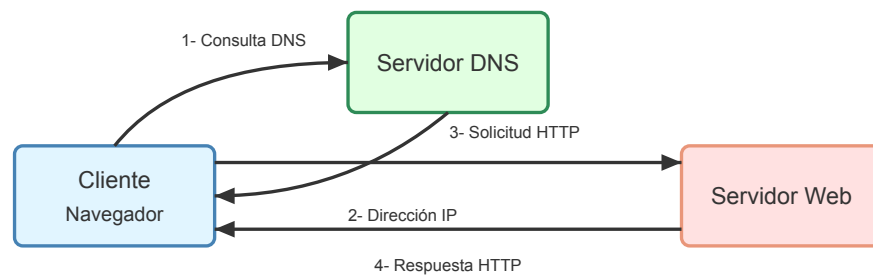 1- Consulta DNS
Servidor DNS
3- Solicitud HTTP
Cliente
Navegador
Servidor Web
2- Dirección IP
4- Respuesta HTTP